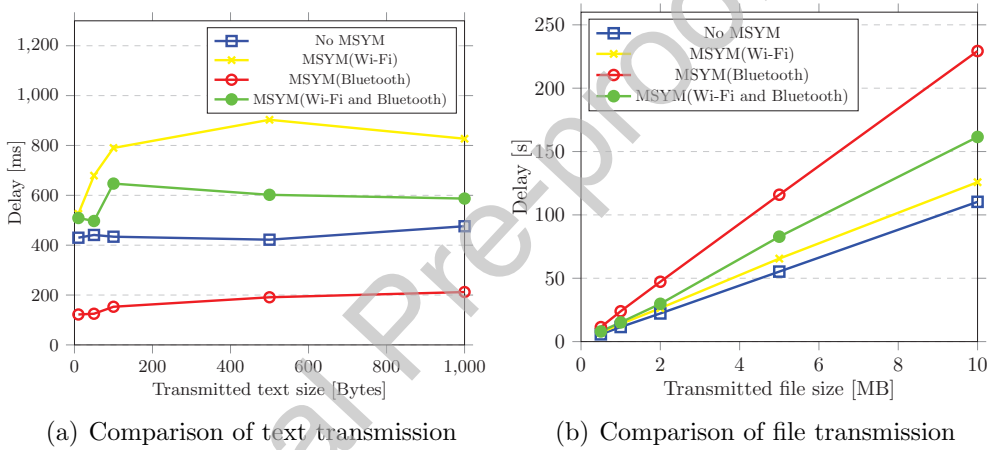 1,200
1,000
800
600
400
200
0
Delay [ms]
No MSYM
MSYM(Wi-Fi)
MSYM(Bluetooth)
MSYM(Wi-Fi and Bluetooth)
0 200 400 600 800 1,000
Transmitted text size [Bytes]
(a) Comparison of text transmission
250
200
150
100
50
0
Delay [s]
No MSYM
MSYM(Wi-Fi)
MSYM(Bluetooth)
MSYM(Wi-Fi and Bluetooth)
0 2 4 6 8 10
Transmitted file size [MB]
(b) Comparison of file transmission
al Pre-proo